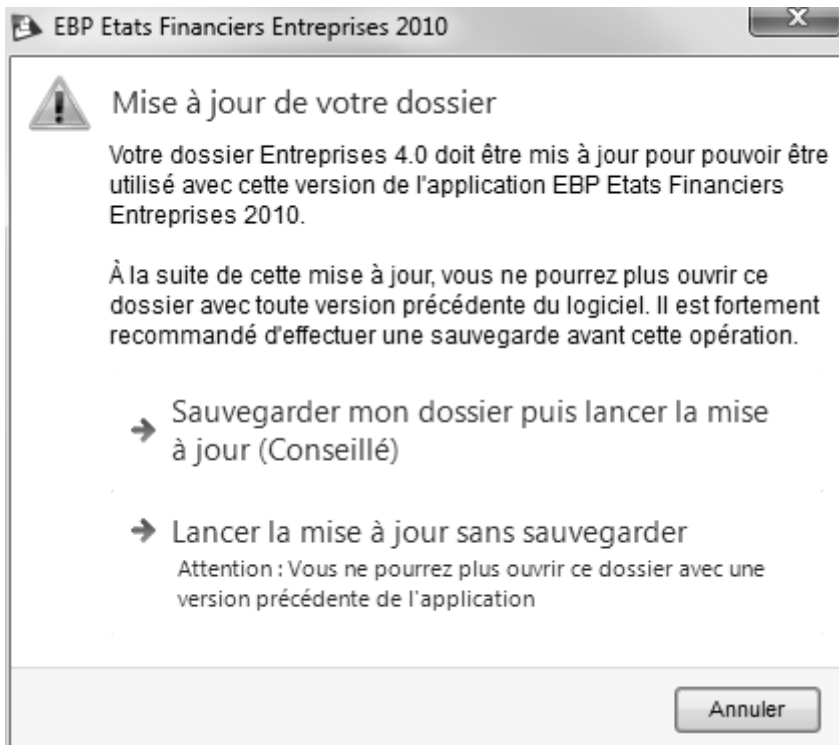 EBP Etats Financiers Entreprises 2010
X
Mise à jour de votre dossier
Votre dossier Entreprises 4.0 doit être mis à jour pour pouvoir être
utilisé avec cette version de l'application EBP Etats Financiers
Entreprises 2010.
À la suite de cette mise à jour, vous ne pourrez plus ouvrir ce
dossier avec toute version précédente du logiciel. Il est fortement
recommandé d'effectuer une sauvegarde avant cette opération.
Sauvegarder mon dossier puis lancer la mise
à jour (Conseillé)
Lancer la mise à jour sans sauvegarder
Attention : Vous ne pourrez plus ouvrir ce dossier avec une
version précédente de l'application
Annuler